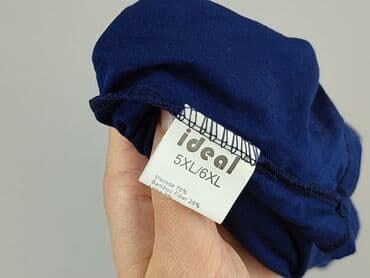 ideal
5XL/6XL
Viscose 70%
Bamboo Fiber 25%